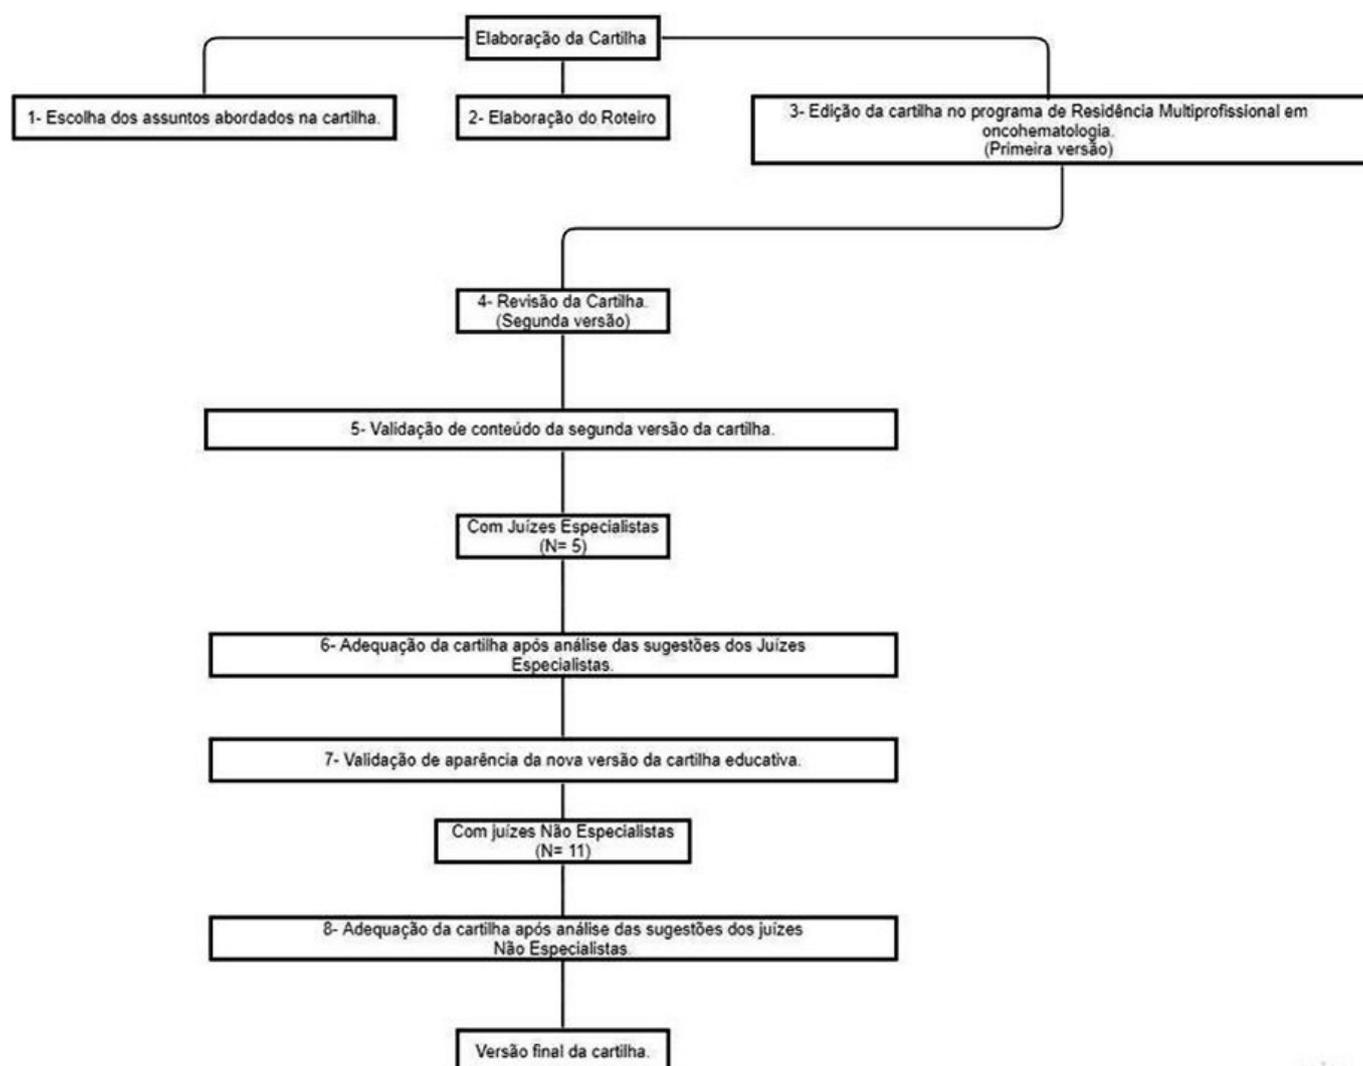 Elaboração da Cartilha
1- Escolha dos assuntos abordados na cartilha.
2- Elaboração do Roteiro
3- Edição da cartilha no programa de Residência Multiprofissional em
oncohematologia.
(Primeira versão)
4- Revisão da Cartilha.
(Segunda versão)
5- Validação de conteúdo da segunda versão da cartilha.
Com Juízes Especialistas
(N= 5)
6- Adequação da cartilha após análise das sugestões dos Juízes
Especialistas.
7- Validação de aparência da nova versão da cartilha educativa.
Com juízes Não Especialistas
(N= 11)
8- Adequação da cartilha após análise das sugestões dos juízes
Não Especialistas.
Versão final da cartilha.